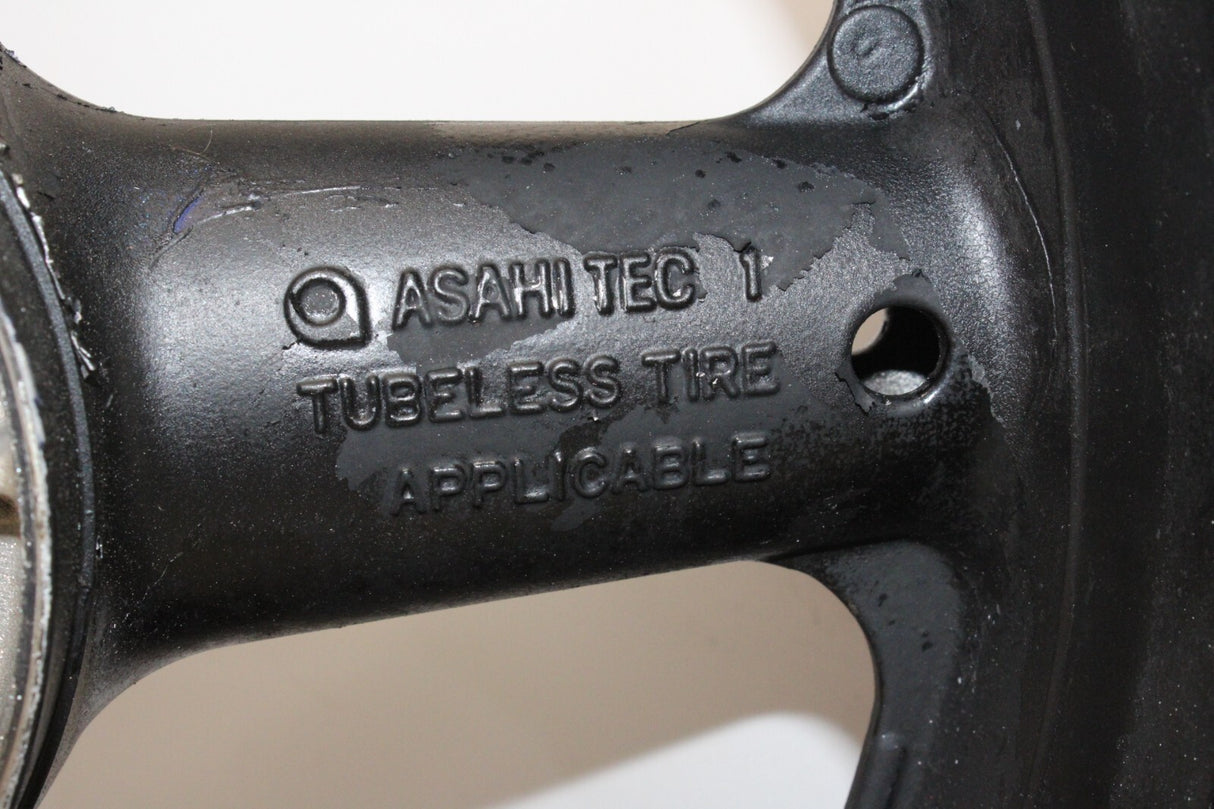 ASAHI TEC 1
TUBELESS TIRE
APPLICABLE